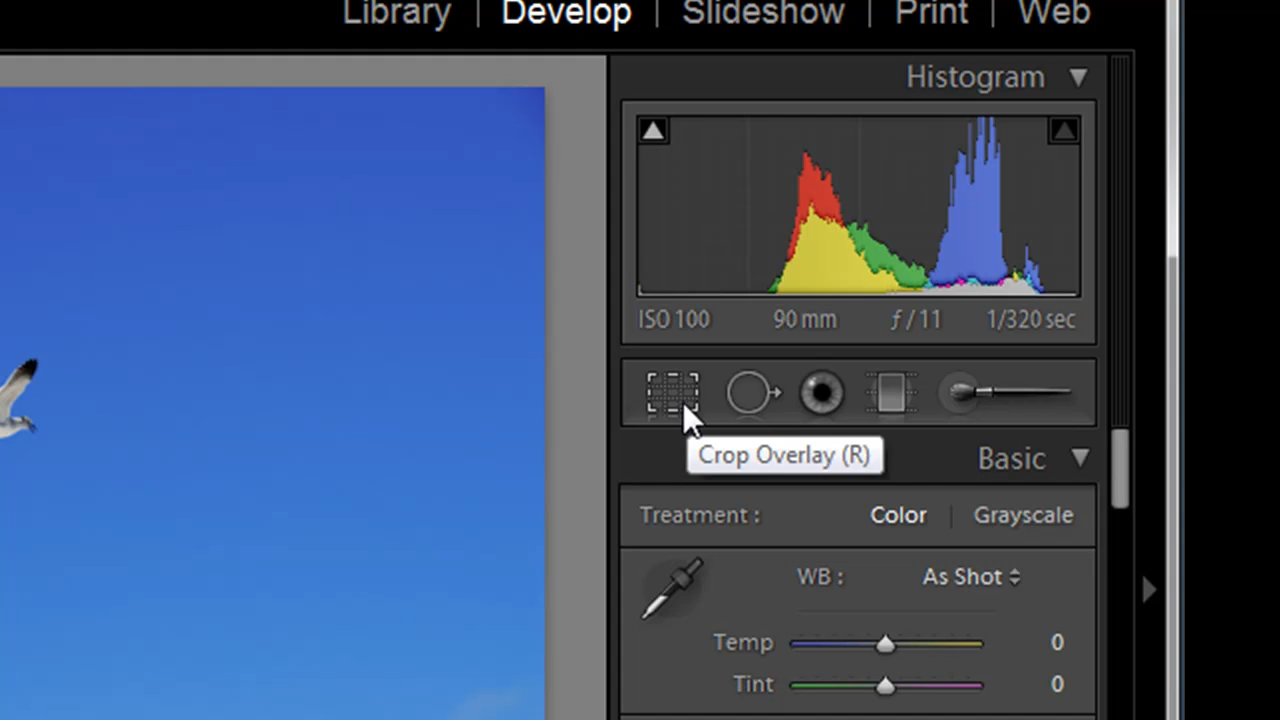 Library | Develop | Slideshow | Print | Web
Histogram
ISO 100 90 mm ƒ / 11 1/320 sec
Crop Overlay (R)
Basic
Treatment : Color | Grayscale
WB : As Shot
Temp 0
Tint 0